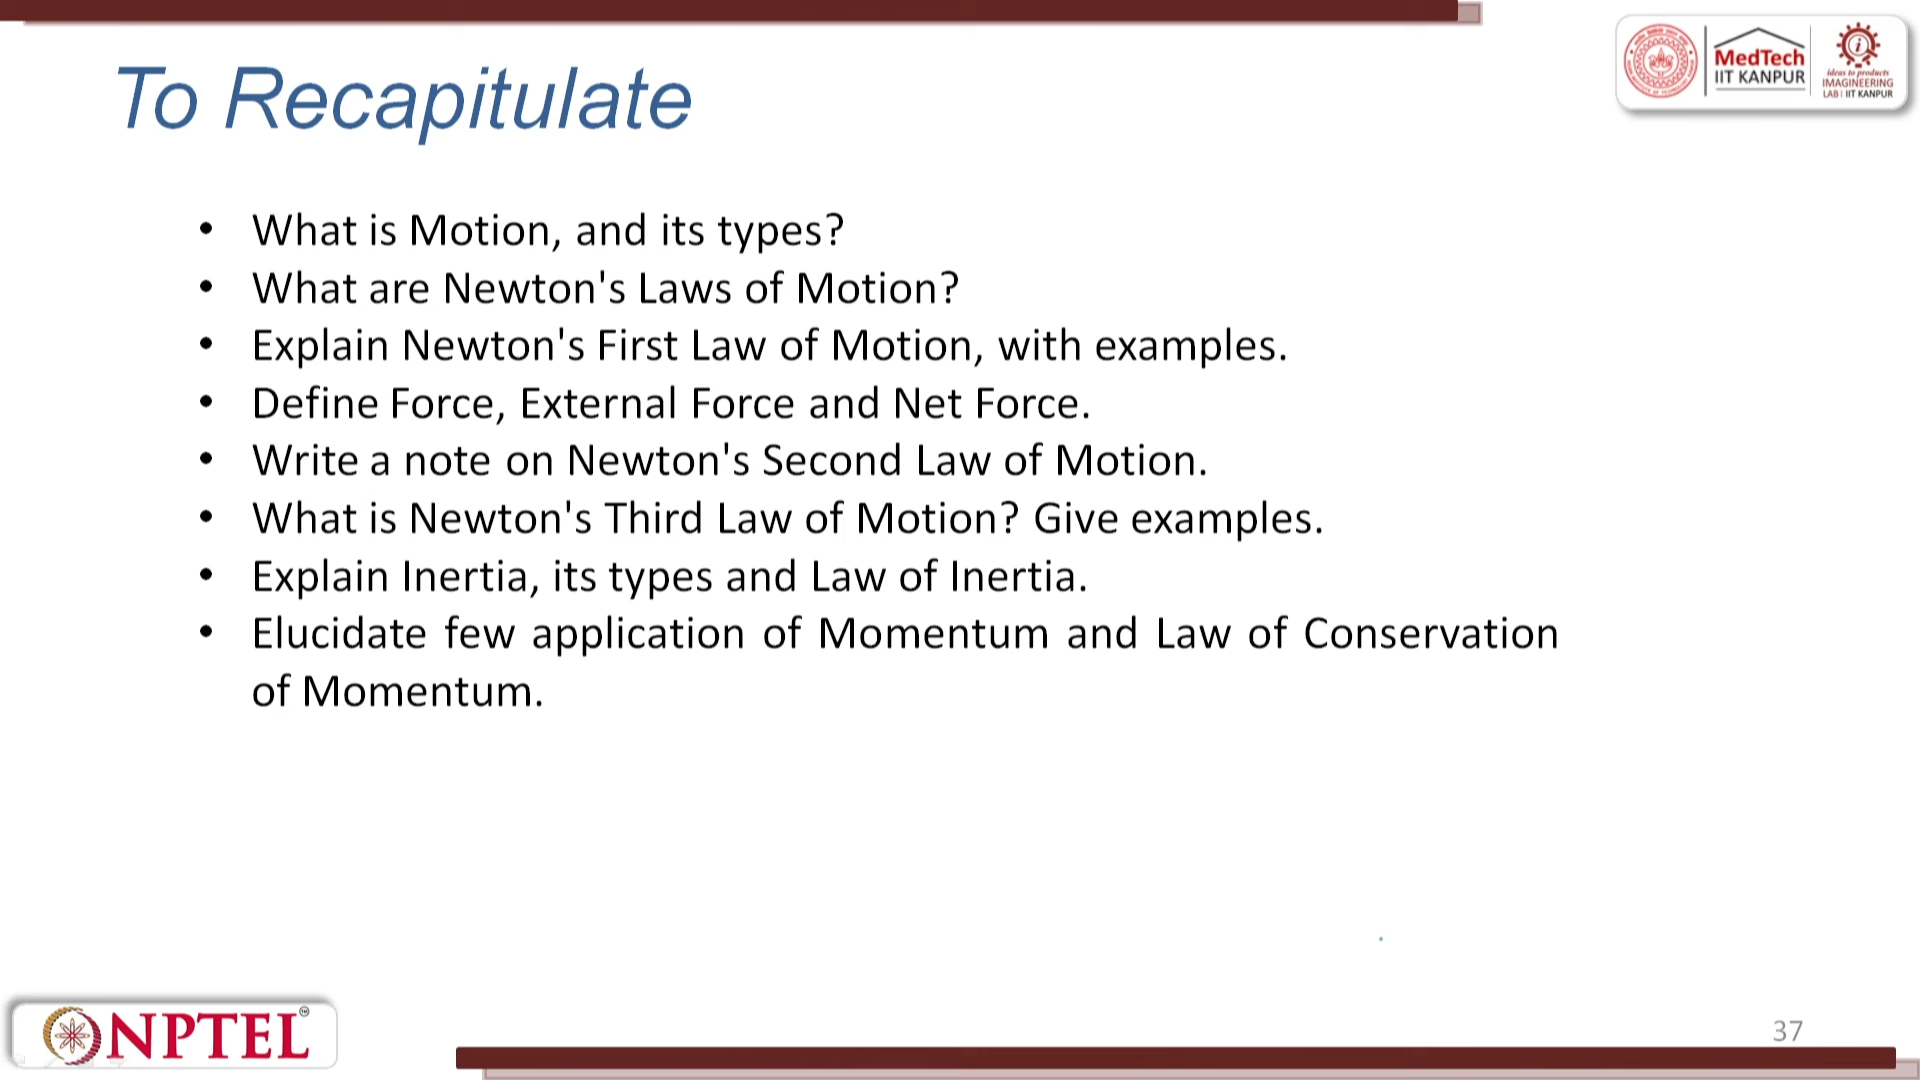 To Recapitulate
MedTech
IIT KANPUR
ideas to products
IMAGINEERING
LAB | IIT KANPUR
• What is Motion, and its types?
• What are Newton's Laws of Motion?
• Explain Newton's First Law of Motion, with examples.
• Define Force, External Force and Net Force.
• Write a note on Newton's Second Law of Motion.
• What is Newton's Third Law of Motion? Give examples.
• Explain Inertia, its types and Law of Inertia.
• Elucidate few application of Momentum and Law of Conservation
of Momentum.
NPTEL™
37